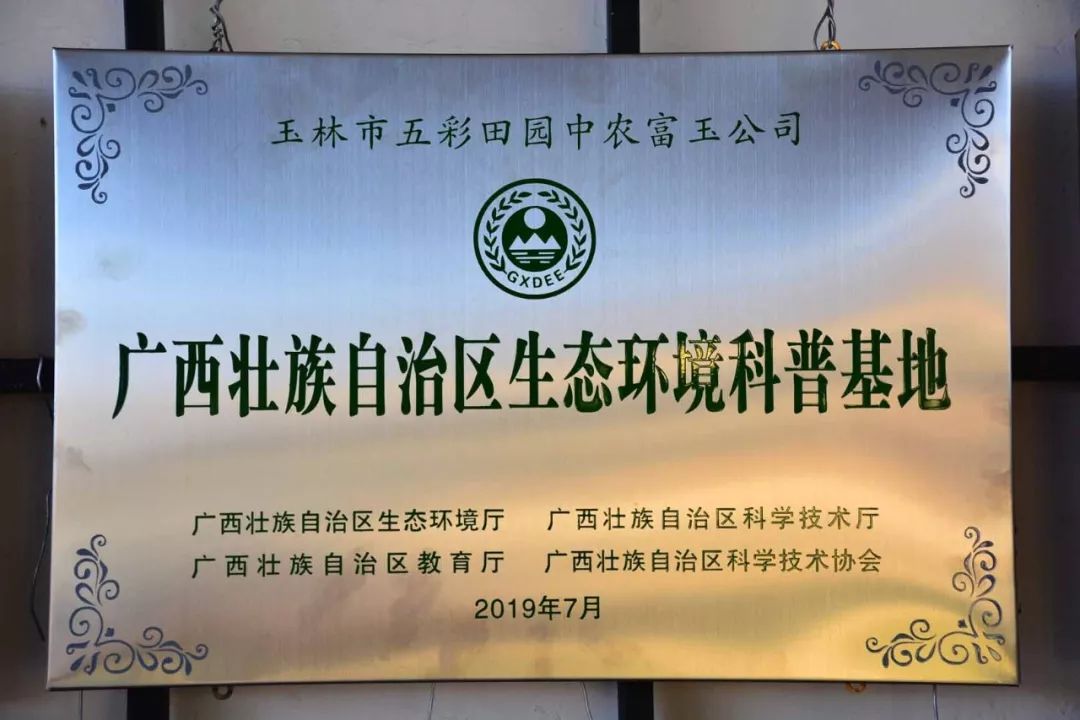 玉林市五彩田园中农富玉公司
GXDEE
广西壮族自治区生态环境科普基地
广西壮族自治区生态环境厅 广西壮族自治区科学技术厅
广西壮族自治区教育厅 广西壮族自治区科学技术协会
2019年7月